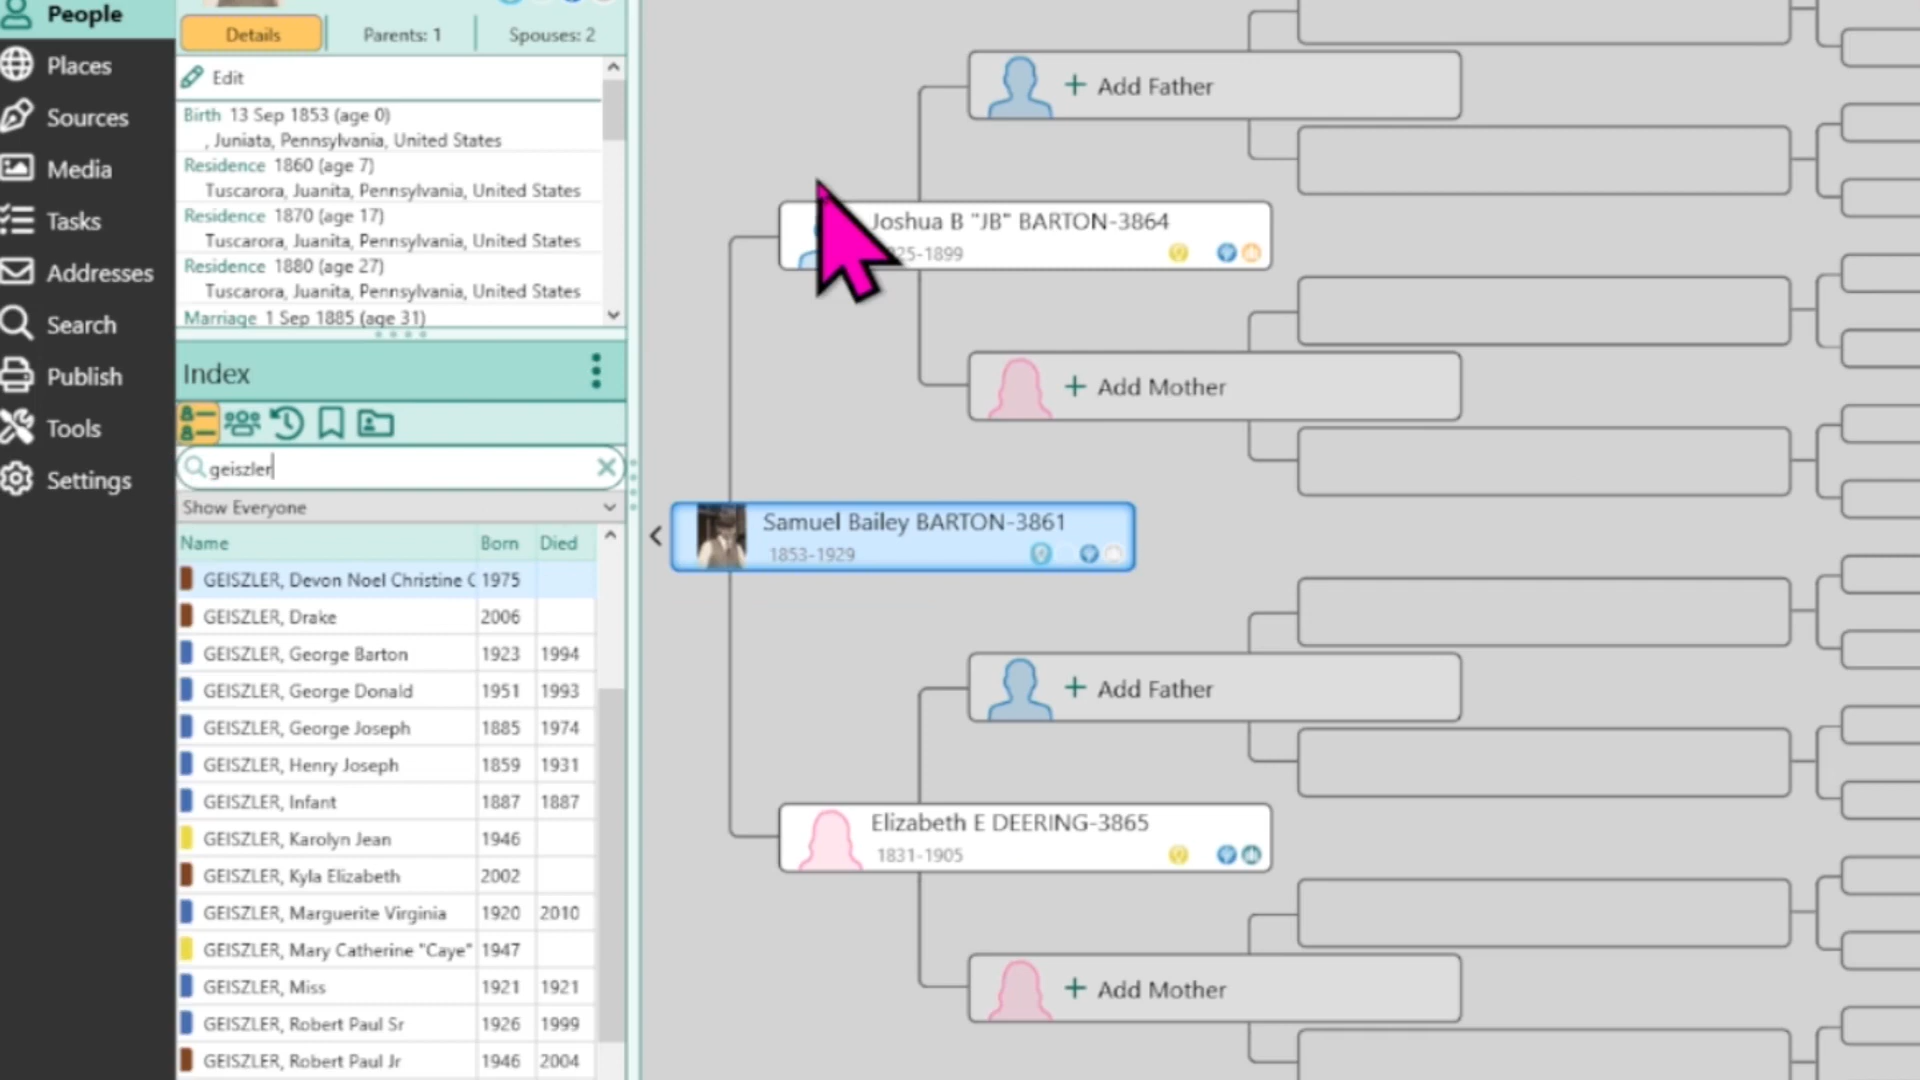 People
Places
Sources
Media
Tasks
Addresses
Search
Publish
Tools
Settings
Details
Parents: 1
Spouses: 2
Edit
Birth 13 Sep 1853 (age 0)
, Juniata, Pennsylvania, United States
Residence 1860 (age 7)
Tuscarora, Juanita, Pennsylvania, United States
Residence 1870 (age 17)
Tuscarora, Juanita, Pennsylvania, United States
Residence 1880 (age 27)
Tuscarora, Juanita, Pennsylvania, United States
Marriage 1 Sep 1885 (age 31)
Index
geiszler
Show Everyone
Name Born Died
GEISZLER, Devon Noel Christine C 1975
GEISZLER, Drake 2006
GEISZLER, George Barton 1923 1994
GEISZLER, George Donald 1951 1993
GEISZLER, George Joseph 1885 1974
GEISZLER, Henry Joseph 1859 1931
GEISZLER, Infant 1887 1887
GEISZLER, Karolyn Jean 1946
GEISZLER, Kyla Elizabeth 2002
GEISZLER, Marguerite Virginia 1920 2010
GEISZLER, Mary Catherine "Caye" 1947
GEISZLER, Miss 1921 1921
GEISZLER, Robert Paul Sr 1926 1999
GEISZLER, Robert Paul Jr 1946 2004
+ Add Father
Joshua B "JB" BARTON-3864
25-1899
+ Add Mother
Samuel Bailey BARTON-3861
1853-1929
+ Add Father
Elizabeth E DEERING-3865
1831-1905
+ Add Mother